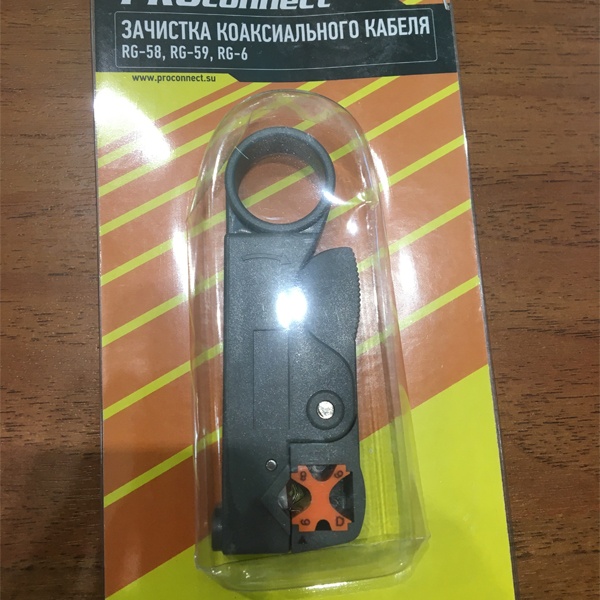 PROconnect
ЗАЧИСТКА КОАКСИАЛЬНОГО КАБЕЛЯ
RG-58, RG-59, RG-6
www.proconnect.su
D
A